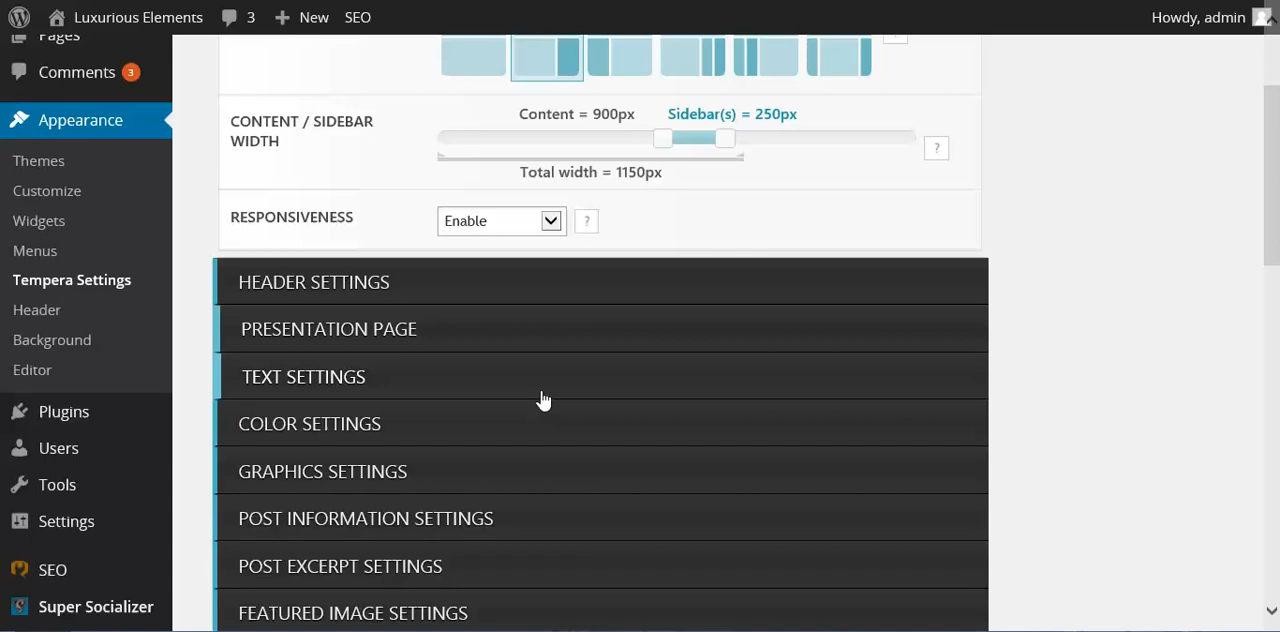 Luxurious Elements 3 New SEO Howdy, admin
Pages
Comments 3
Appearance
Themes
Customize
Widgets
Menus
Tempera Settings
Header
Background
Editor
Plugins
Users
Tools
Settings
SEO
Super Socializer
CONTENT / SIDEBAR
WIDTH
Content = 900px Sidebar(s) = 250px
?
Total width = 1150px
RESPONSIVENESS
Enable
?
HEADER SETTINGS
PRESENTATION PAGE
TEXT SETTINGS
COLOR SETTINGS
GRAPHICS SETTINGS
POST INFORMATION SETTINGS
POST EXCERPT SETTINGS
FEATURED IMAGE SETTINGS